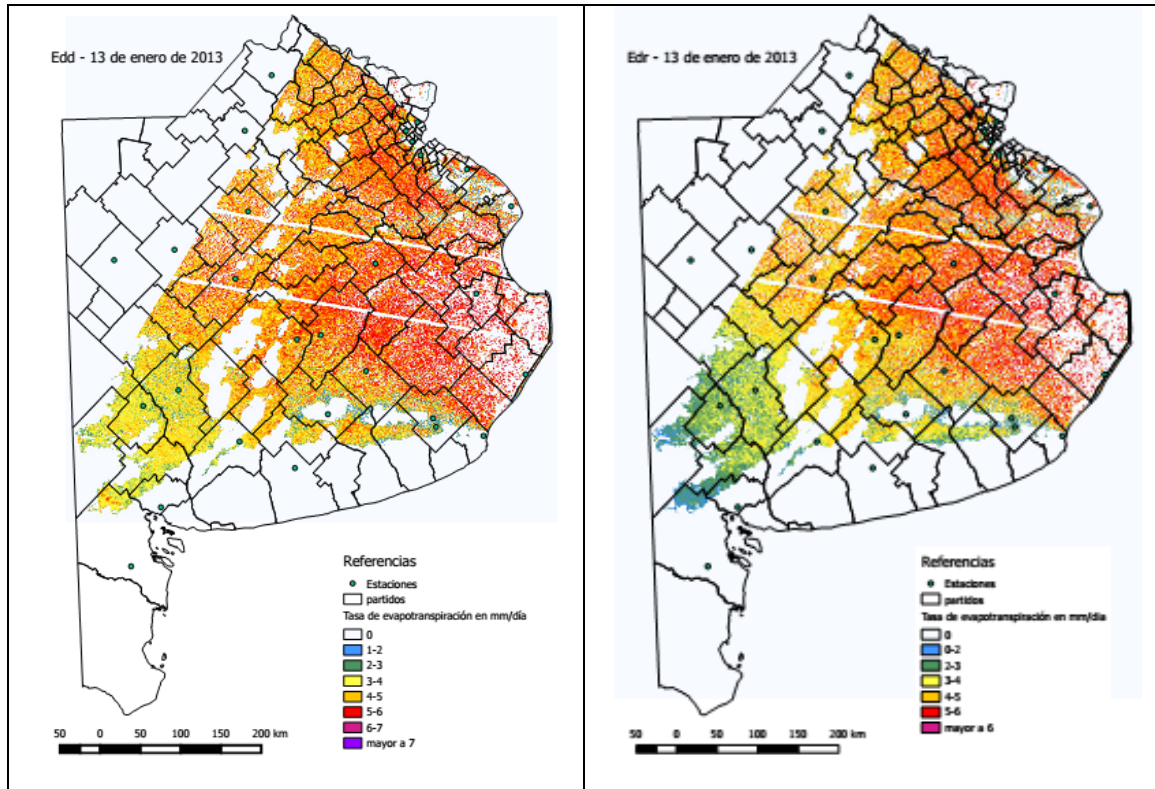 Edd - 13 de enero de 2013
Referencias
Estaciones
partidos
Tasa de evapotranspiración en mm/día
0
1-2
2-3
3-4
4-5
5-6
6-7
mayor a 7
50 0 50 100 150 200 km
Edr - 13 de enero de 2013
Referencias
Estaciones
partidos
Tasa de evapotranspiración en mm/día
0
0-2
2-3
3-4
4-5
5-6
mayor a 6
50 0 50 100 150 200 km